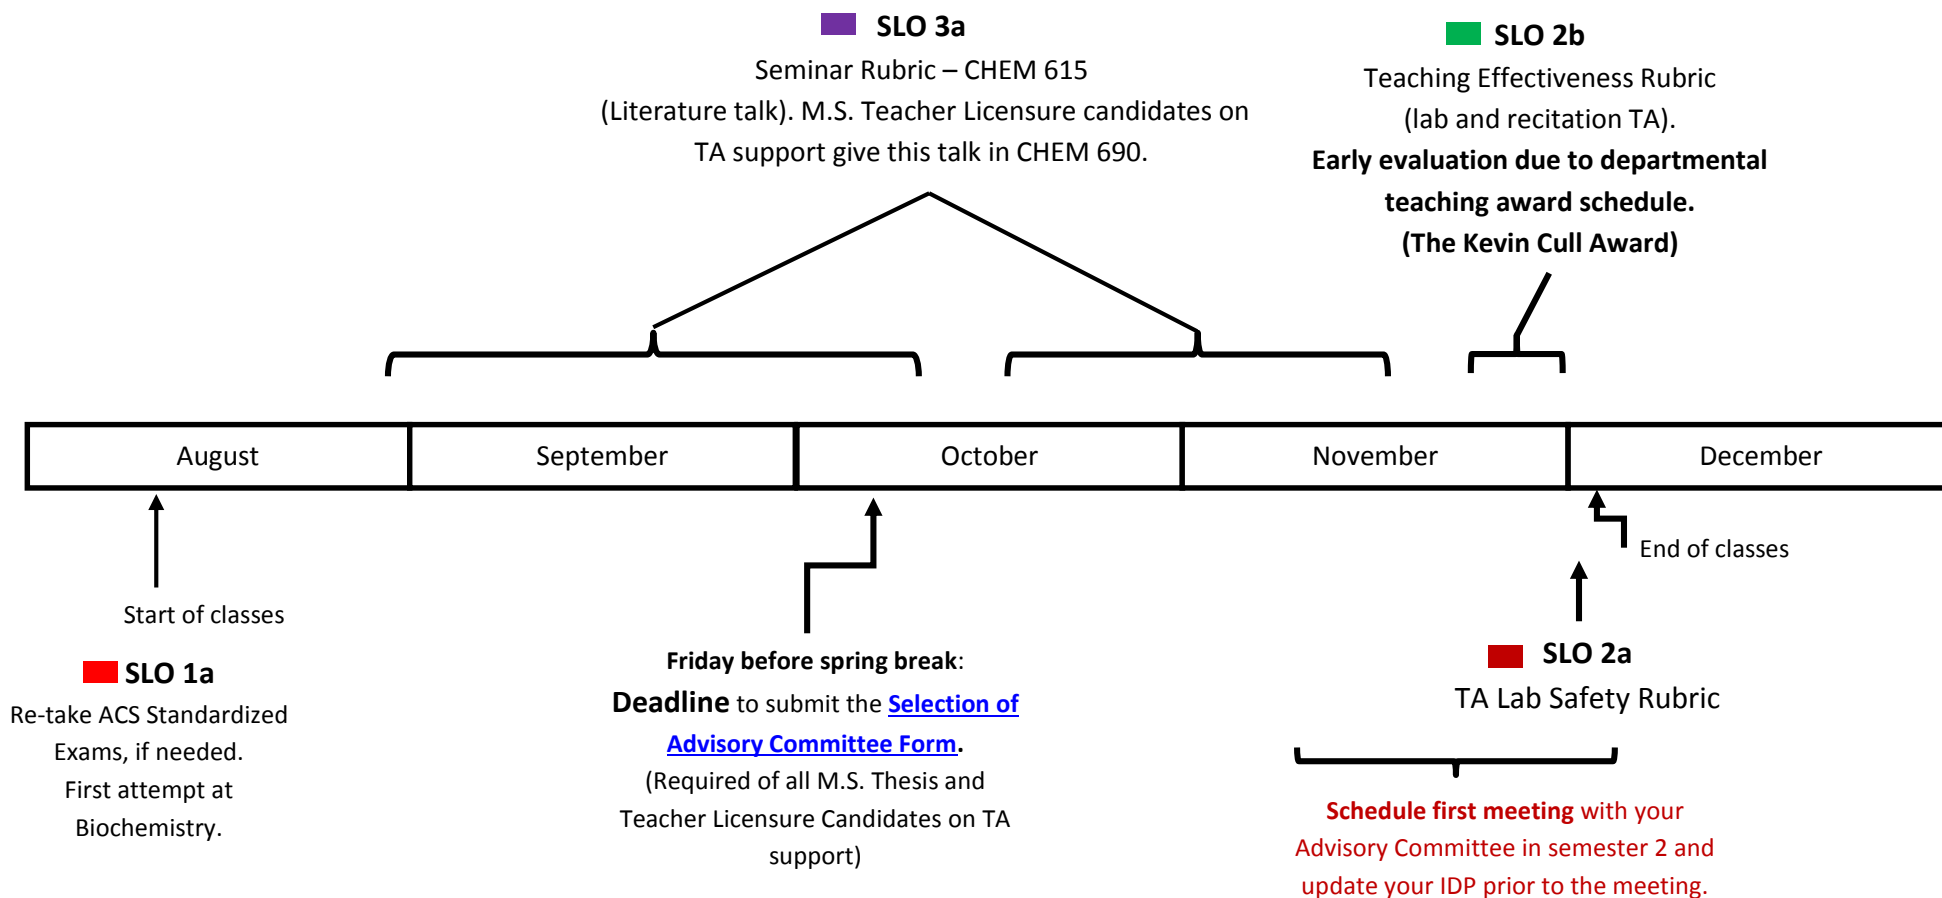 SLO 3a
Seminar Rubric – CHEM 615
(Literature talk). M.S. Teacher Licensure candidates on
TA support give this talk in CHEM 690.
SLO 2b
Teaching Effectiveness Rubric
(lab and recitation TA).
Early evaluation due to departmental
teaching award schedule.
(The Kevin Cull Award)
August
September
October
November
December
Start of classes
End of classes
SLO 1a
Re-take ACS Standardized
Exams, if needed.
First attempt at
Biochemistry.
Friday before spring break:
Deadline to submit the Selection of
Advisory Committee Form.
(Required of all M.S. Thesis and
Teacher Licensure Candidates on TA
support)
SLO 2a
TA Lab Safety Rubric
Schedule first meeting with your
Advisory Committee in semester 2 and
update your IDP prior to the meeting.